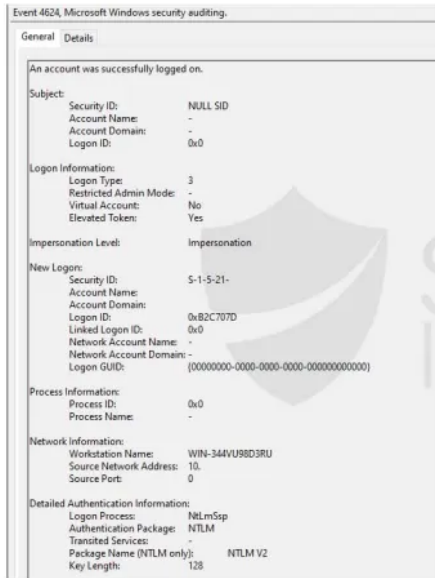 Event 4624, Microsoft Windows security auditing.
General Details
An account was successfully logged on.
Subject:
Security ID: NULL SID
Account Name: -
Account Domain: -
Logon ID: 0x0
Logon Information:
Logon Type: 3
Restricted Admin Mode: -
Virtual Account: No
Elevated Token: Yes
Impersonation Level: Impersonation
New Logon:
Security ID: S-1-5-21-
Account Name:
Account Domain:
Logon ID: 0xB2C707D
Linked Logon ID: 0x0
Network Account Name: -
Network Account Domain: -
Logon GUID: {00000000-0000-0000-0000-000000000000}
Process Information:
Process ID: 0x0
Process Name: -
Network Information:
Workstation Name: WIN-344VU98D3RU
Source Network Address: 10.
Source Port: 0
Detailed Authentication Information:
Logon Process: NtLmSsp
Authentication Package: NTLM
Transited Services: -
Package Name (NTLM only): NTLM V2
Key Length: 128